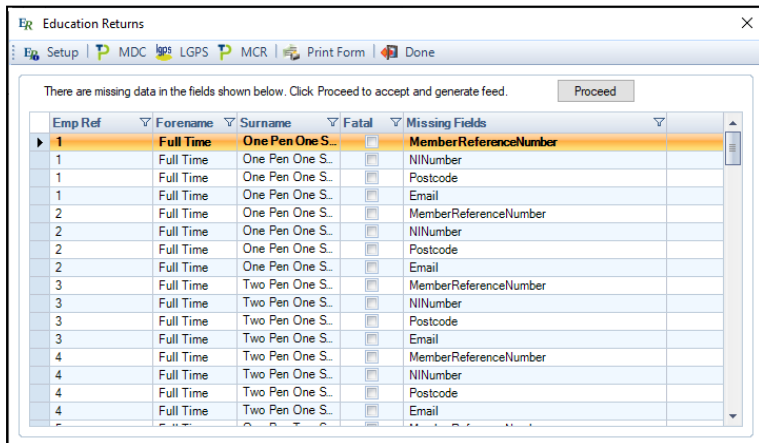 ER Education Returns
ER Setup TP MDC lgps LGPS TP MCR Print Form Done
There are missing data in the fields shown below. Click Proceed to accept and generate feed. Proceed
Emp Ref Forename Surname Fatal Missing Fields
1 Full Time One Pen One S... MemberReferenceNumber
1 Full Time One Pen One S... NINumber
1 Full Time One Pen One S... Postcode
1 Full Time One Pen One S... Email
2 Full Time One Pen One S... MemberReferenceNumber
2 Full Time One Pen One S... NINumber
2 Full Time One Pen One S... Postcode
2 Full Time One Pen One S... Email
3 Full Time Two Pen One S... MemberReferenceNumber
3 Full Time Two Pen One S... NINumber
3 Full Time Two Pen One S... Postcode
3 Full Time Two Pen One S... Email
4 Full Time Two Pen One S... MemberReferenceNumber
4 Full Time Two Pen One S... NINumber
4 Full Time Two Pen One S... Postcode
4 Full Time Two Pen One S... Email